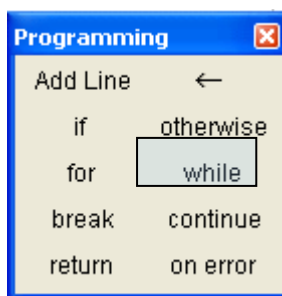 Programming
Add Line ←
if otherwise
for while
break continue
return on error